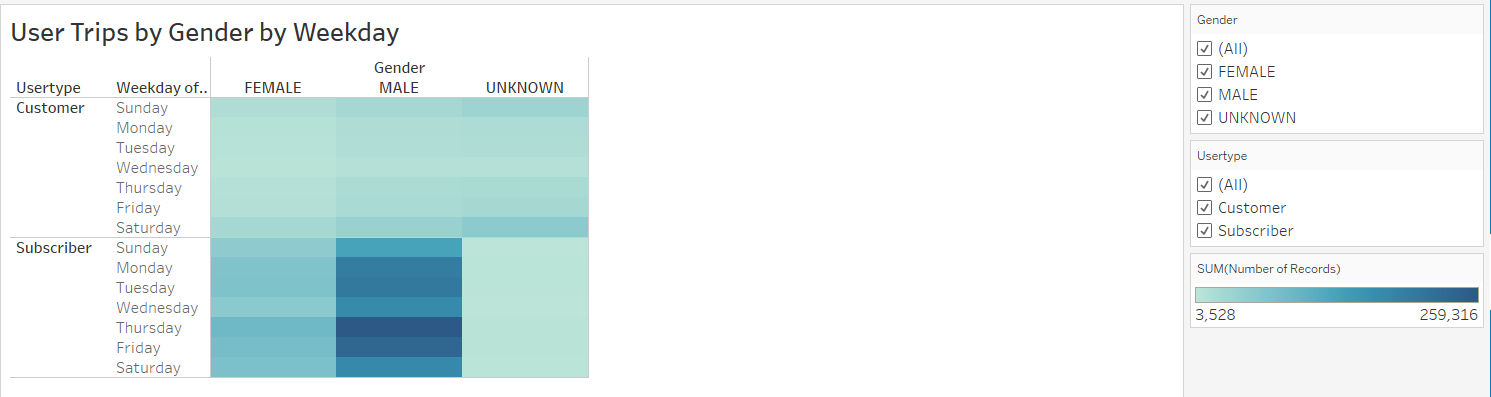 User Trips by Gender by Weekday
Gender
Usertype Weekday of.. FEMALE MALE UNKNOWN
Customer Sunday
Monday
Tuesday
Wednesday
Thursday
Friday
Saturday
Subscriber Sunday
Monday
Tuesday
Wednesday
Thursday
Friday
Saturday
Gender
(All)
FEMALE
MALE
UNKNOWN
Usertype
(All)
Customer
Subscriber
SUM(Number of Records)
3,528 259,316